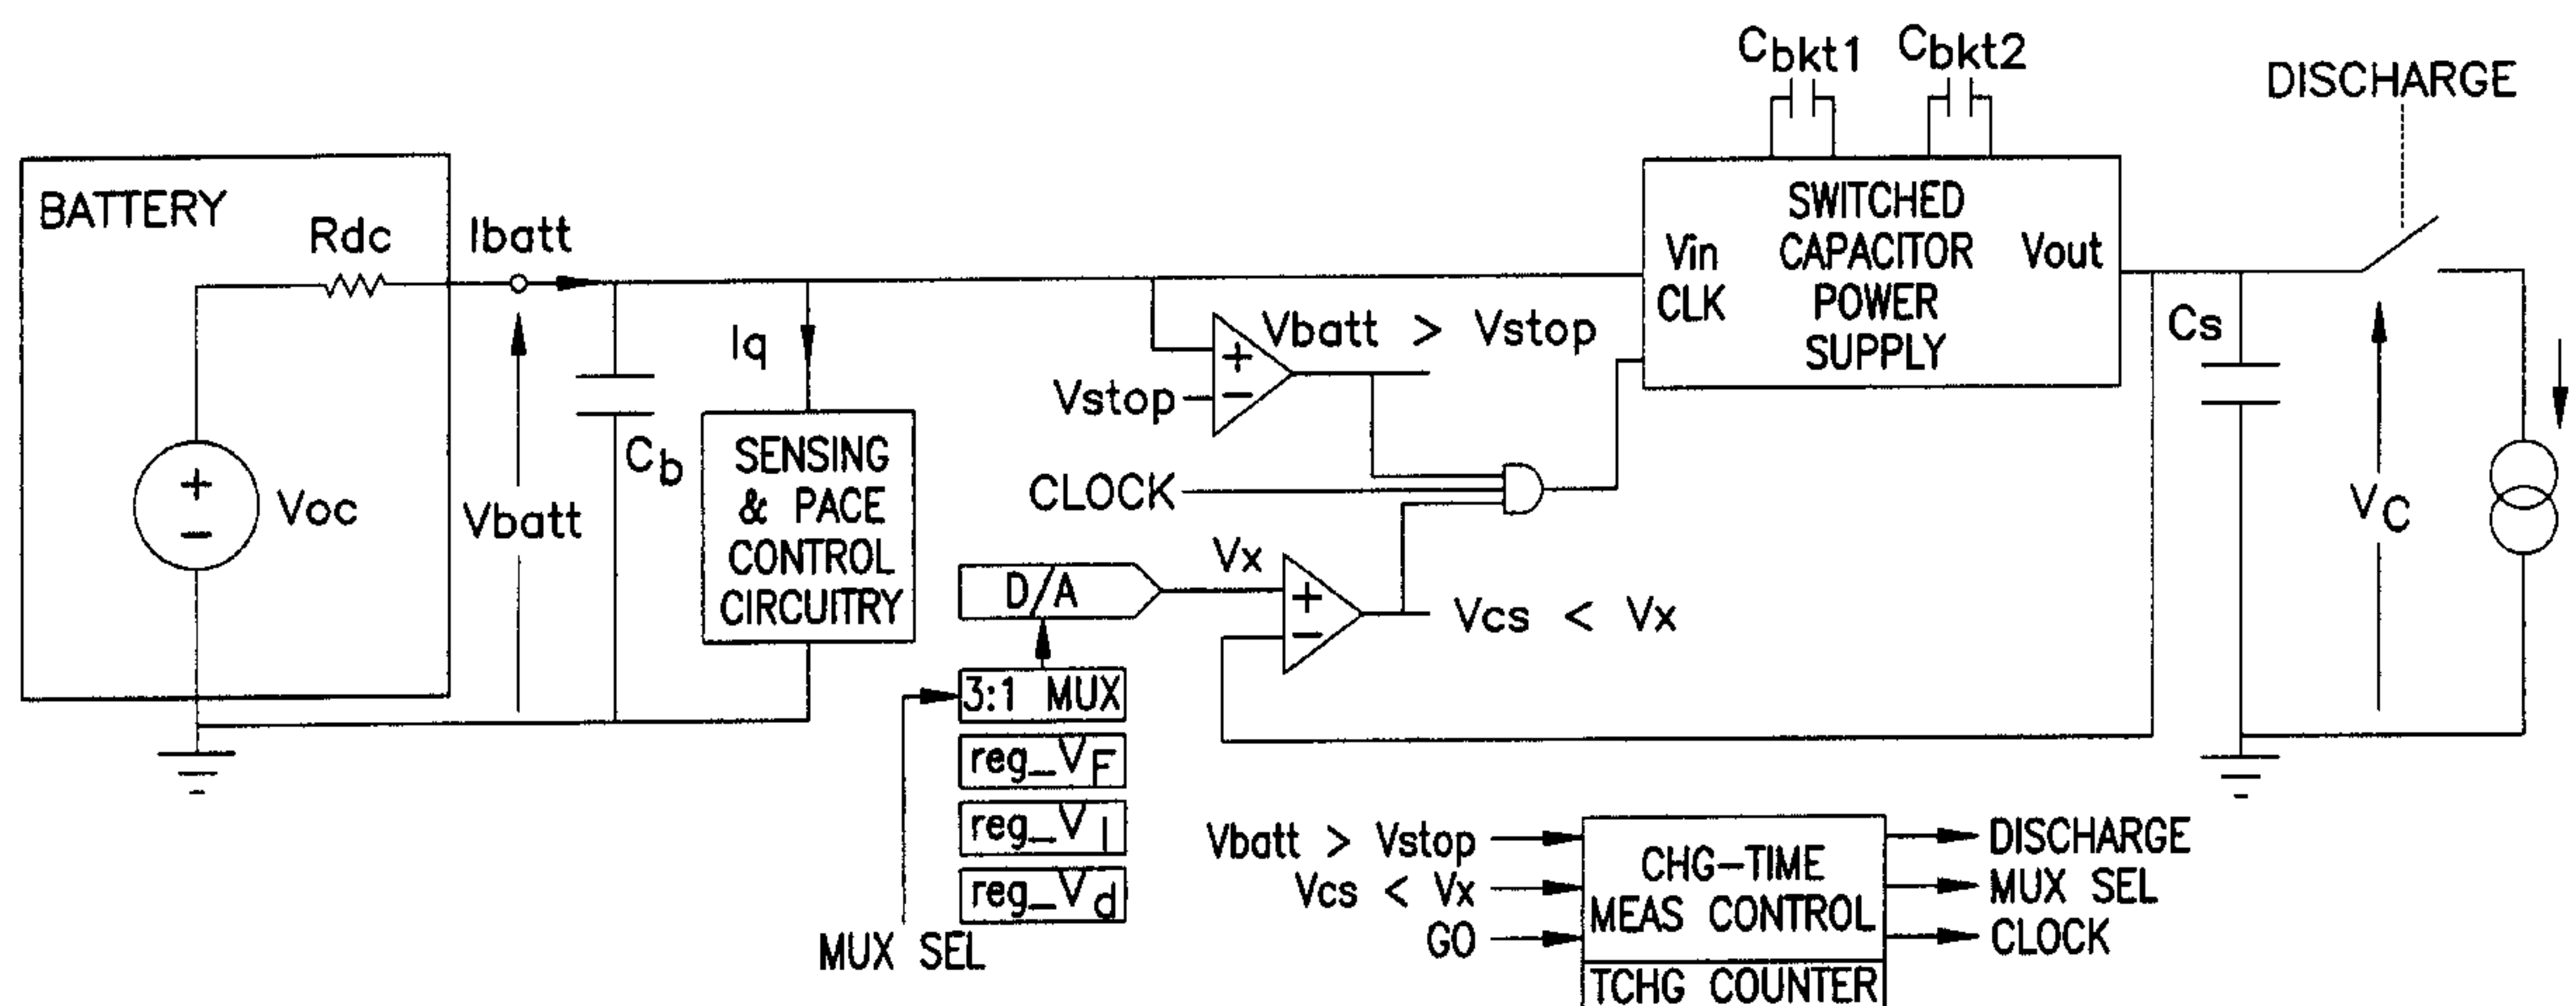 Cbkt1 Cbkt2
DISCHARGE
BATTERY
Rdc
Ibatt
Voc
Vbatt
Cb
Iq
SENSING
& PACE
CONTROL
CIRCUITRY
Vbatt > Vstop
Vstop
CLOCK
Vin
CLK
SWITCHED
CAPACITOR
POWER
SUPPLY
Vout
Cs
VC
D/A
Vx
Vcs < Vx
3:1 MUX
reg_VF
reg_VI
reg_Vd
MUX SEL
Vbatt > Vstop
Vcs < Vx
GO
CHG-TIME
MEAS CONTROL
TCHG COUNTER
DISCHARGE
MUX SEL
CLOCK
+
−
+
−
+
−